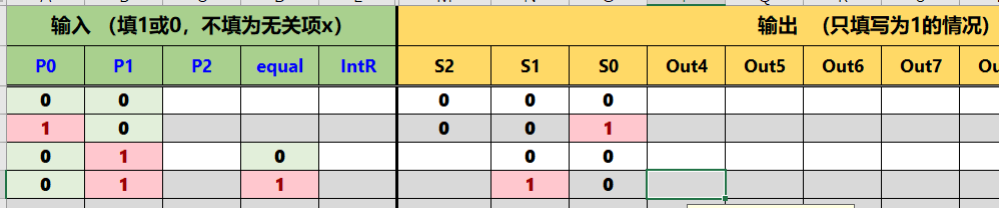 输入 （填1或0，不填为无关项x） 输出 （只填写为1的情况）
P0 P1 P2 equal IntR S2 S1 S0 Out4 Out5 Out6 Out7 Ou
0 0 0 0 0
1 0 0 0 1
0 1 0 0 0
0 1 1 1 0